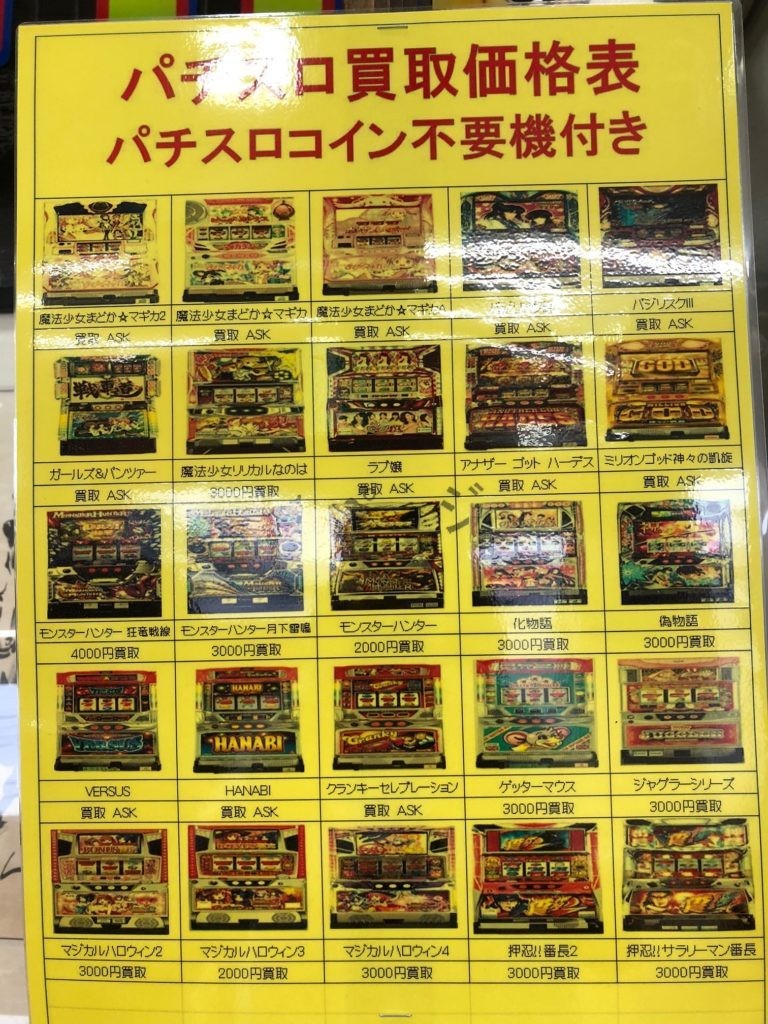 パチスロ買取価格表
パチスロコイン不要機付き
魔法少女まどか☆マギカ2
買取 ASK
魔法少女まどか☆マギカ
買取 ASK
魔法少女まどか☆マギカA
買取 ASK
買取 ASK
バジリスクIII
買取 ASK
ガールズ&パンツァー
買取 ASK
魔法少女リリカルなのは
3000円買取
ラブ嬢
買取 ASK
アナザー ゴット ハーデス
買取 ASK
ミリオンゴッド神々の凱旋
買取 ASK
モンスターハンター 狂竜戦線
4000円買取
モンスターハンター月下雷鳴
3000円買取
モンスターハンター
2000円買取
化物語
3000円買取
偽物語
3000円買取
VERSUS
買取 ASK
HANABI
買取 ASK
クランキーセレブレーション
買取 ASK
ゲッターマウス
3000円買取
ジャグラーシリーズ
3000円買取
マジカルハロウィン2
3000円買取
マジカルハロウィン3
2000円買取
マジカルハロウィン4
3000円買取
押忍!!番長2
3000円買取
押忍!!サラリーマン番長
3000円買取
戦車道
GOD
HANABI
JUGGLER